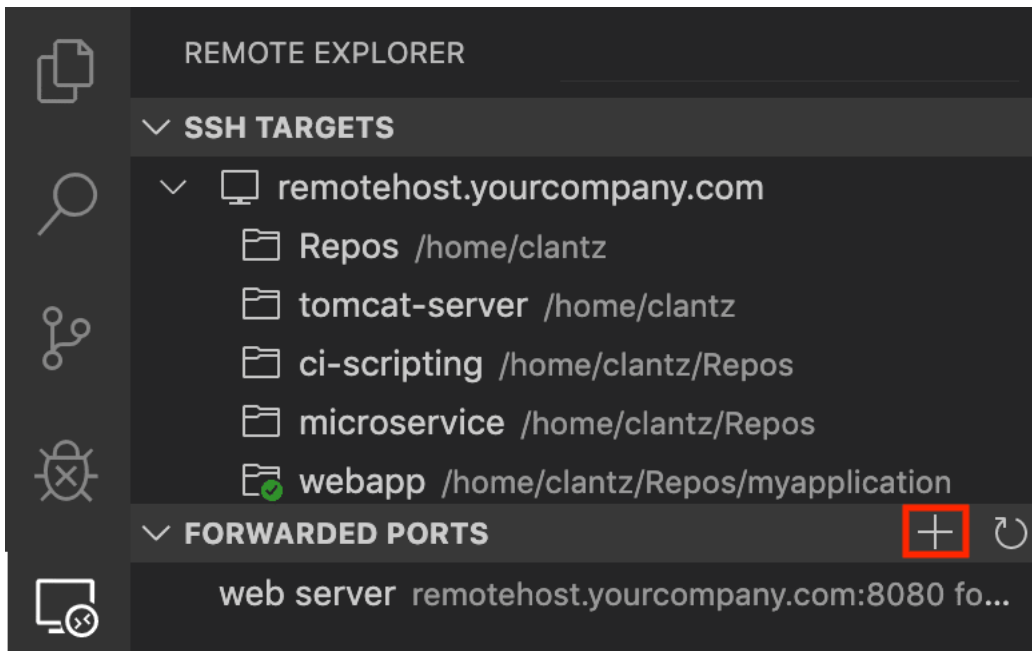 REMOTE EXPLORER
SSH TARGETS
remotehost.yourcompany.com
Repos /home/clantz
tomcat-server /home/clantz
ci-scripting /home/clantz/Repos
microservice /home/clantz/Repos
webapp /home/clantz/Repos/myapplication
FORWARDED PORTS
web server remotehost.yourcompany.com:8080 fo...